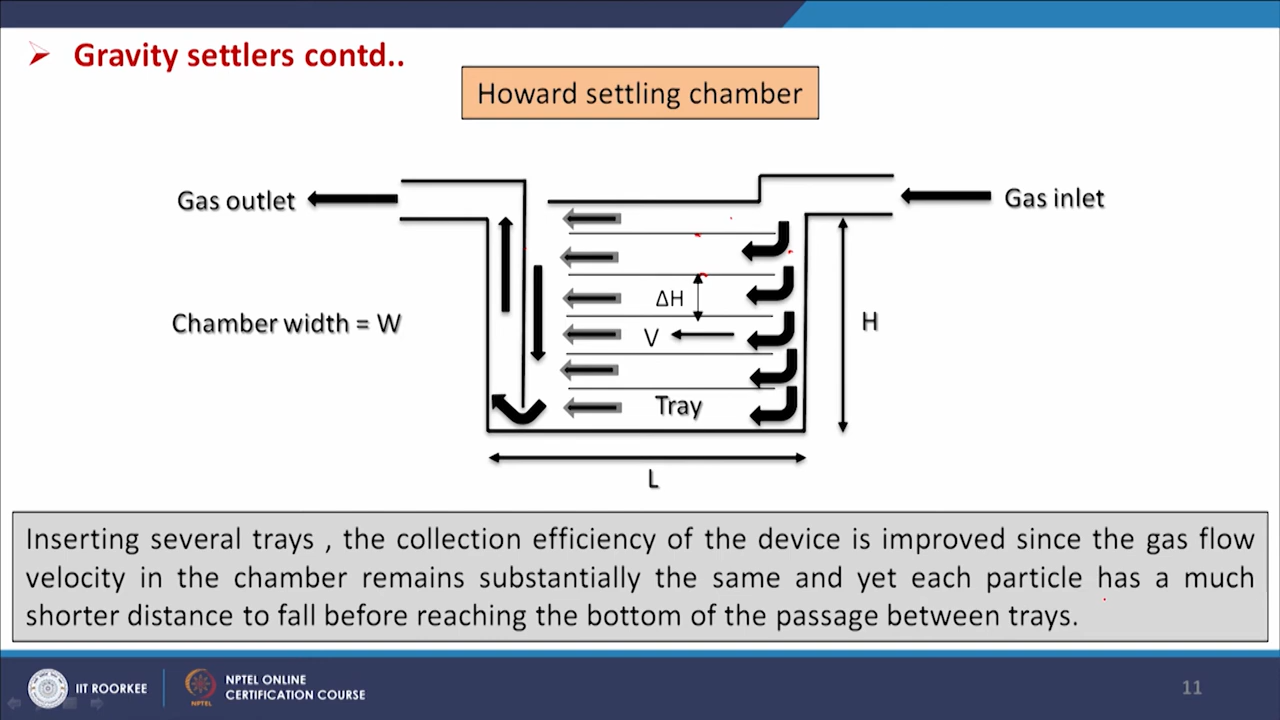 Gravity settlers contd..
Howard settling chamber
Gas outlet
Gas inlet
ΔH
Chamber width = W
H
V
Tray
L
Inserting several trays , the collection efficiency of the device is improved since the gas flow
velocity in the chamber remains substantially the same and yet each particle has a much
shorter distance to fall before reaching the bottom of the passage between trays.
IIT ROORKEE
NPTEL
NPTEL ONLINE
CERTIFICATION COURSE
11